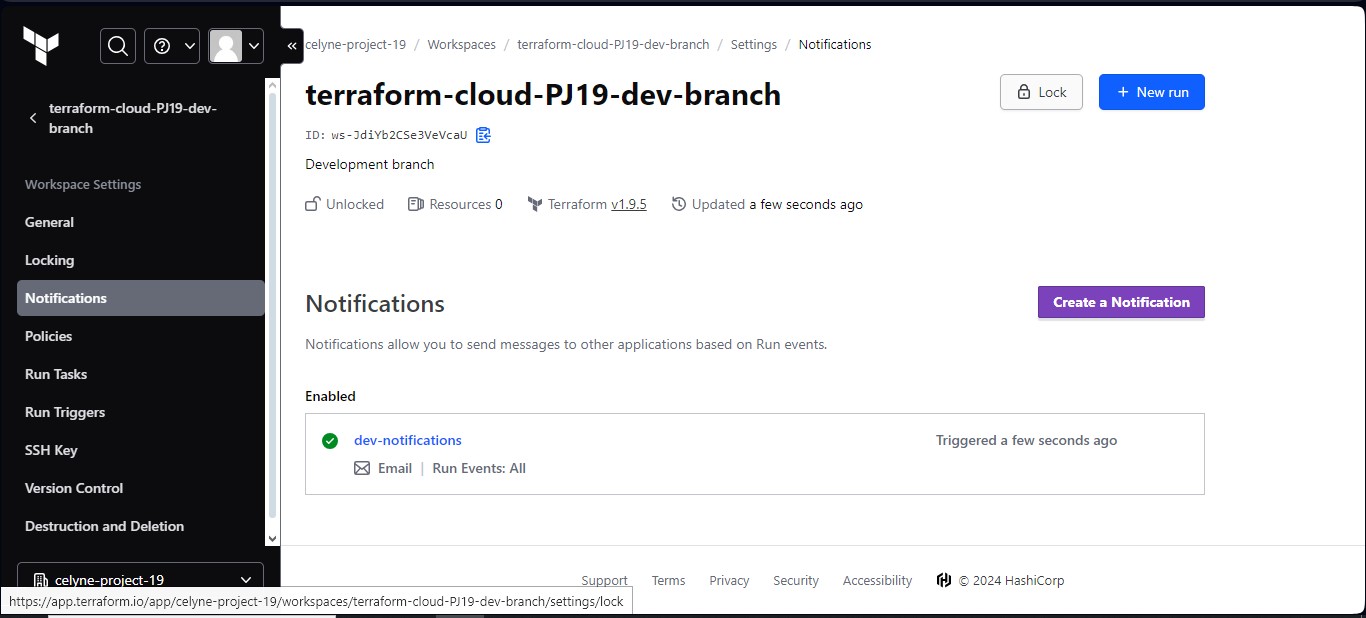 terraform-cloud-PJ19-dev-
branch
Workspace Settings
General
Locking
Notifications
Policies
Run Tasks
Run Triggers
SSH Key
Version Control
Destruction and Deletion
celyne-project-19
https://app.terraform.io/app/celyne-project-19/workspaces/terraform-cloud-PJ19-dev-branch/settings/lock
celyne-project-19 / Workspaces / terraform-cloud-PJ19-dev-branch / Settings / Notifications
terraform-cloud-PJ19-dev-branch
Lock
+ New run
ID: ws-JdiYb2CSe3VeVcaU
Development branch
Unlocked Resources 0 Terraform v1.9.5 Updated a few seconds ago
Notifications
Create a Notification
Notifications allow you to send messages to other applications based on Run events.
Enabled
dev-notifications
Triggered a few seconds ago
Email | Run Events: All
Support Terms Privacy Security Accessibility © 2024 HashiCorp